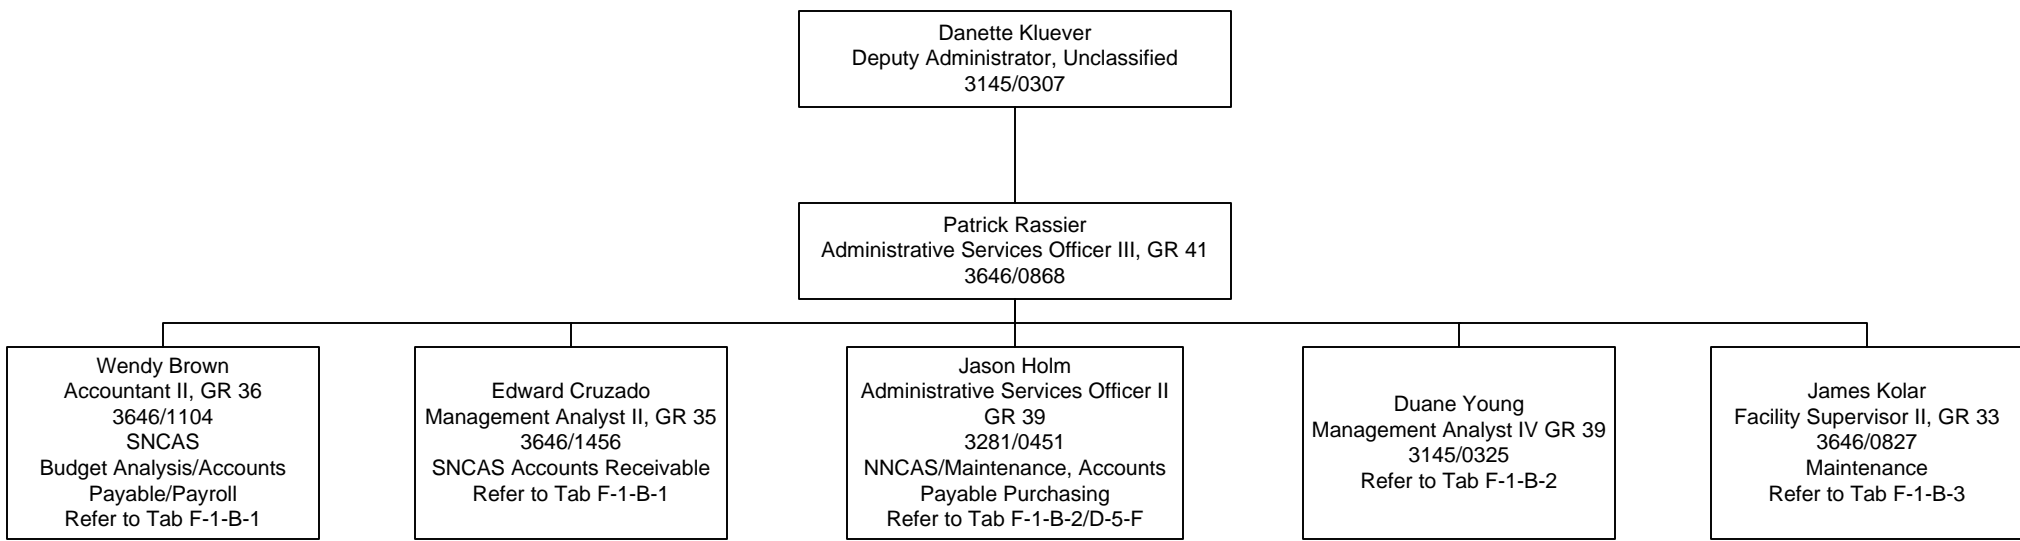 Danette Kluever
Deputy Administrator, Unclassified
3145/0307
Patrick Rassier
Administrative Services Officer III, GR 41
3646/0868
Wendy Brown
Accountant II, GR 36
3646/1104
SNCAS
Budget Analysis/Accounts
Payable/Payroll
Refer to Tab F-1-B-1
Edward Cruzado
Management Analyst II, GR 35
3646/1456
SNCAS Accounts Receivable
Refer to Tab F-1-B-1
Jason Holm
Administrative Services Officer II
GR 39
3281/0451
NNCAS/Maintenance, Accounts
Payable Purchasing
Refer to Tab F-1-B-2/D-5-F
Duane Young
Management Analyst IV GR 39
3145/0325
Refer to Tab F-1-B-2
James Kolar
Facility Supervisor II, GR 33
3646/0827
Maintenance
Refer to Tab F-1-B-3